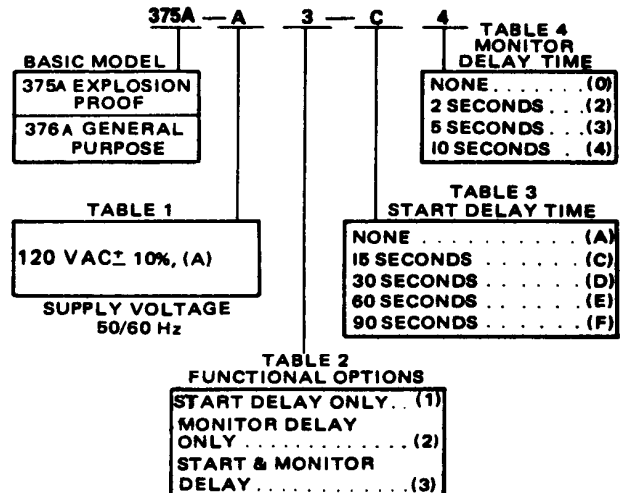 375A — A 3 — C 4
BASIC MODEL
375A EXPLOSION
PROOF
376A GENERAL
PURPOSE
TABLE 4
MONITOR
DELAY TIME
NONE . . . . . . . (0)
2 SECONDS . . . (2)
5 SECONDS . . . (3)
10 SECONDS . . (4)
TABLE 1
120 VAC± 10%, (A)
SUPPLY VOLTAGE
50/60 Hz
TABLE 3
START DELAY TIME
NONE . . . . . . . . . . . (A)
15 SECONDS . . . . . . (C)
30 SECONDS . . . . . . (D)
60 SECONDS . . . . . . (E)
90 SECONDS . . . . . . (F)
TABLE 2
FUNCTIONAL OPTIONS
START DELAY ONLY . . (1)
MONITOR DELAY
ONLY . . . . . . . . . . . . . (2)
START & MONITOR
DELAY . . . . . . . . . . . . (3)